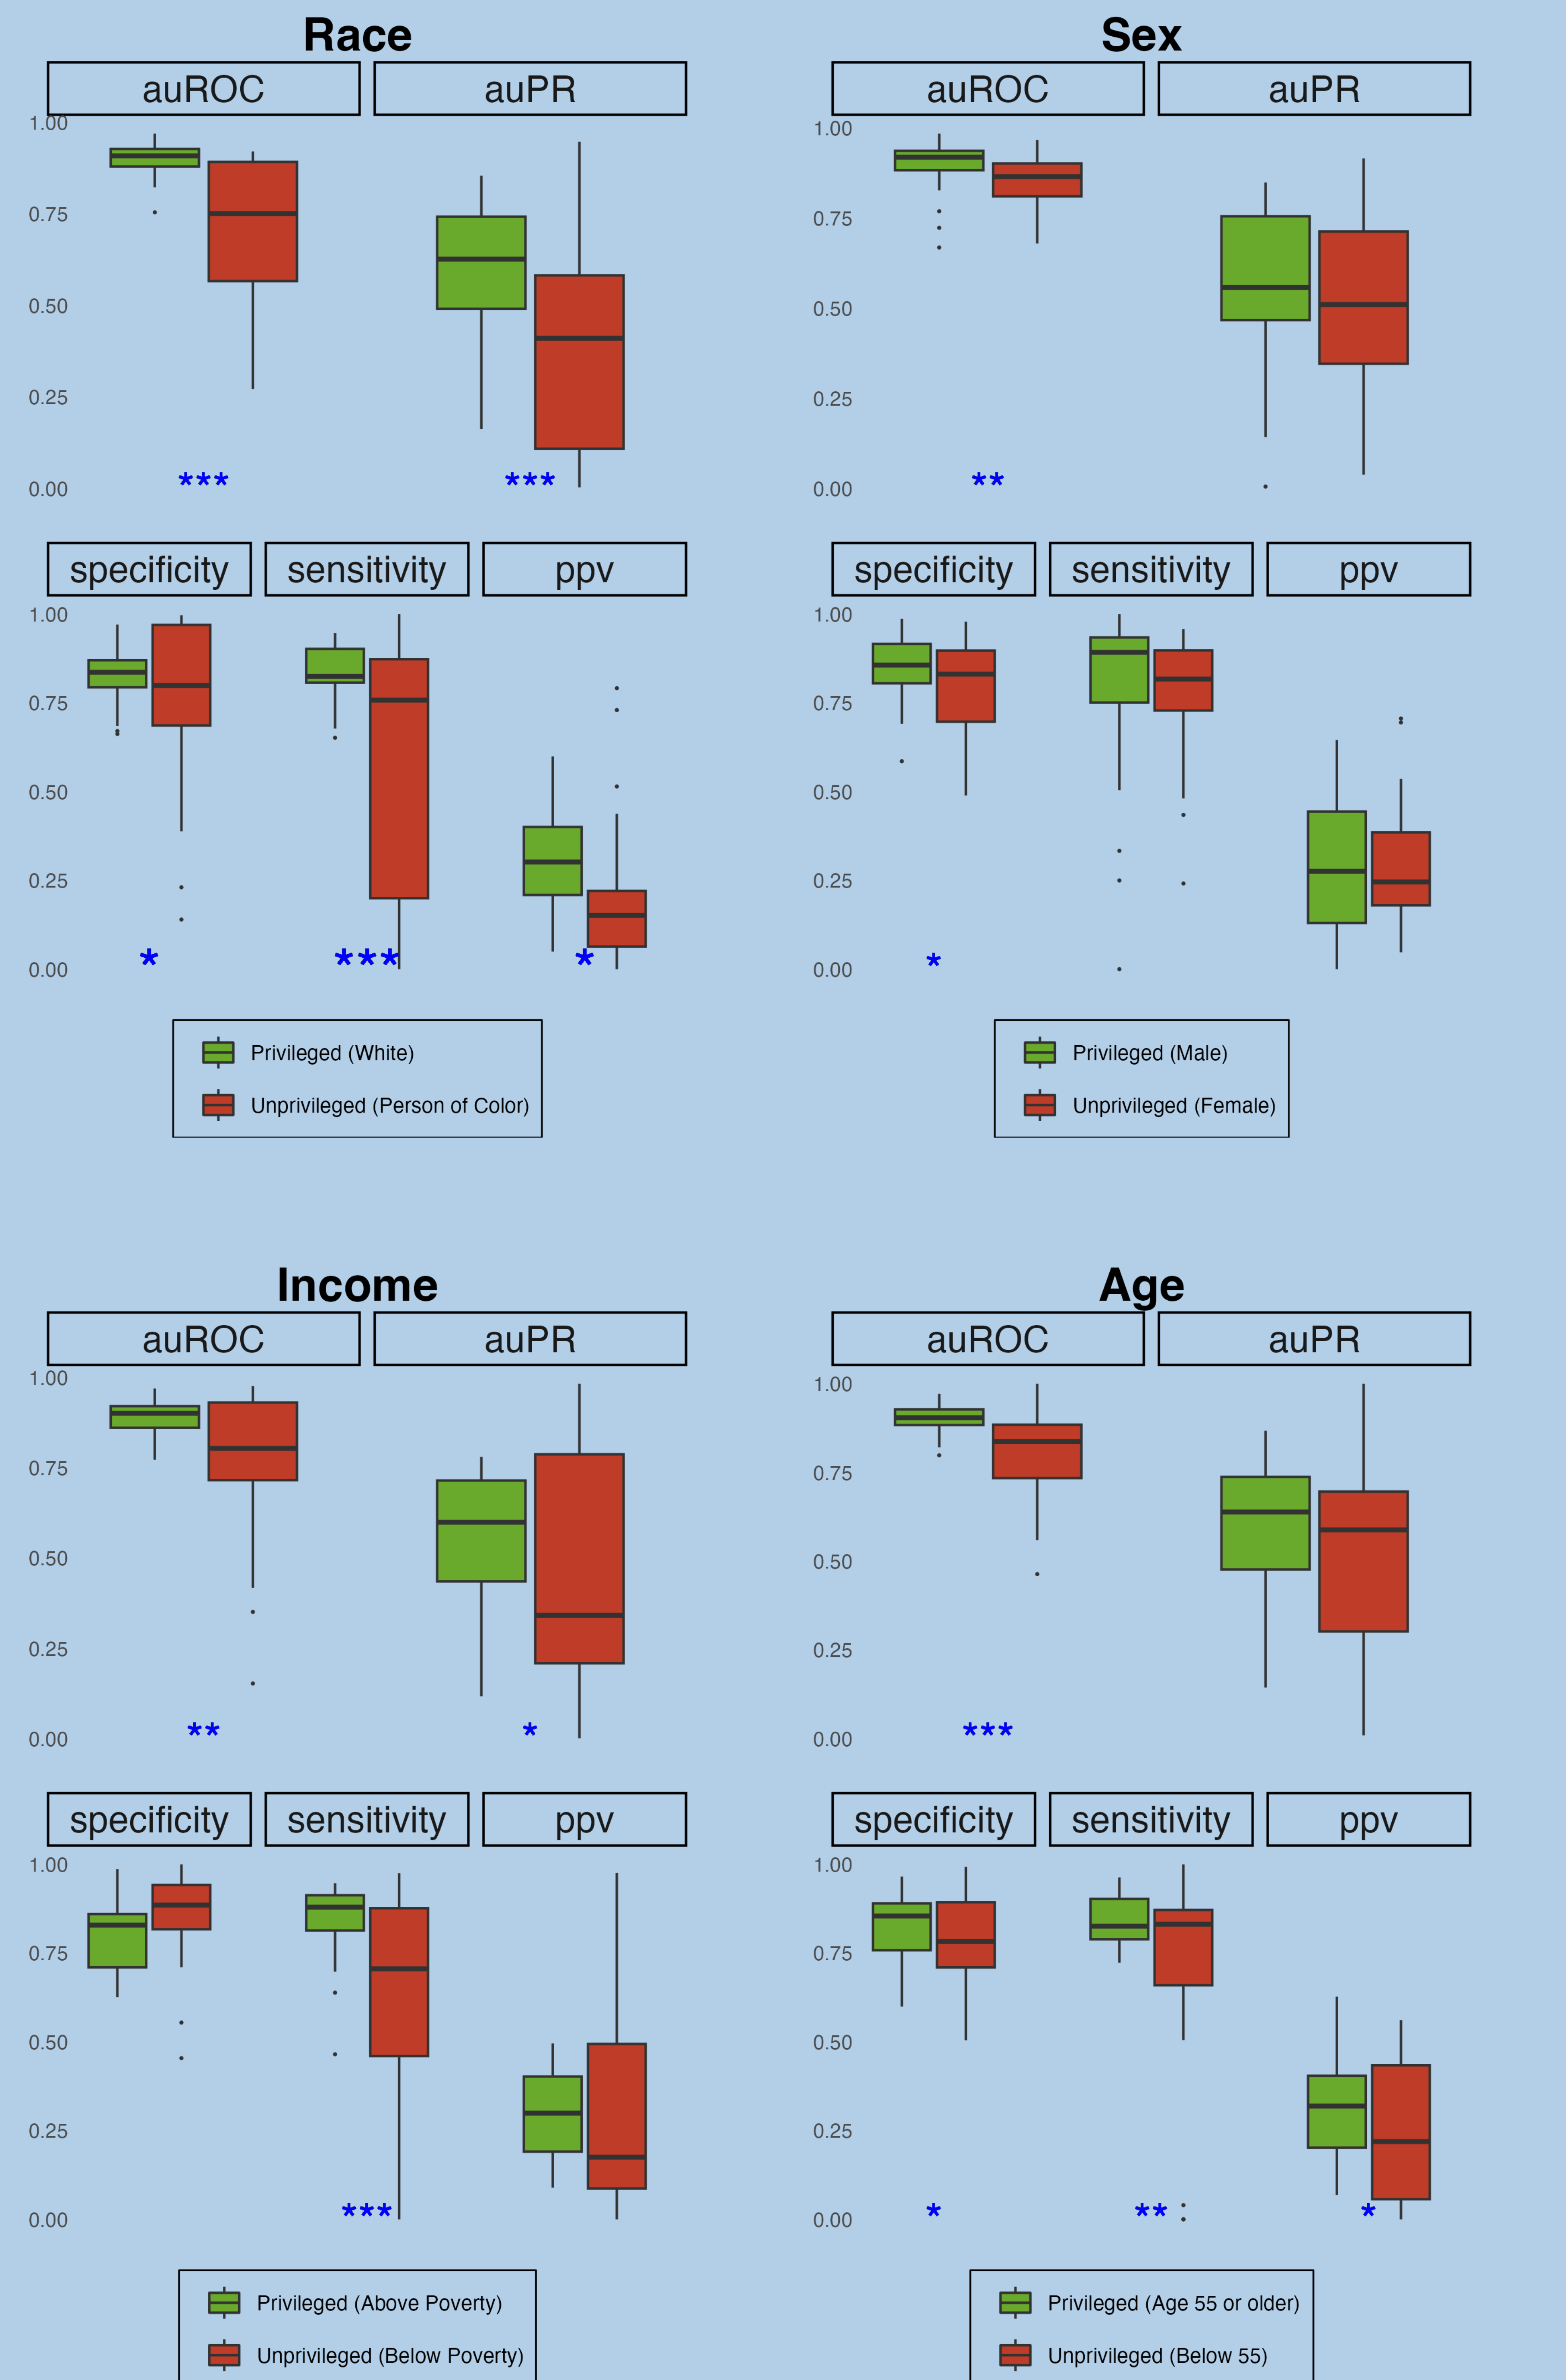 Race
auROC auPR
1.00
0.75
0.50
0.25
0.00
*** ***
specificity sensitivity ppv
1.00
0.75
0.50
0.25
0.00
* *** *
Privileged (White)
Unprivileged (Person of Color)
Sex
auROC auPR
1.00
0.75
0.50
0.25
0.00
**
specificity sensitivity ppv
1.00
0.75
0.50
0.25
0.00
*
Privileged (Male)
Unprivileged (Female)
Income
auROC auPR
1.00
0.75
0.50
0.25
0.00
** *
specificity sensitivity ppv
1.00
0.75
0.50
0.25
0.00
***
Privileged (Above Poverty)
Unprivileged (Below Poverty)
Age
auROC auPR
1.00
0.75
0.50
0.25
0.00
***
specificity sensitivity ppv
1.00
0.75
0.50
0.25
0.00
* ** *
Privileged (Age 55 or older)
Unprivileged (Below 55)